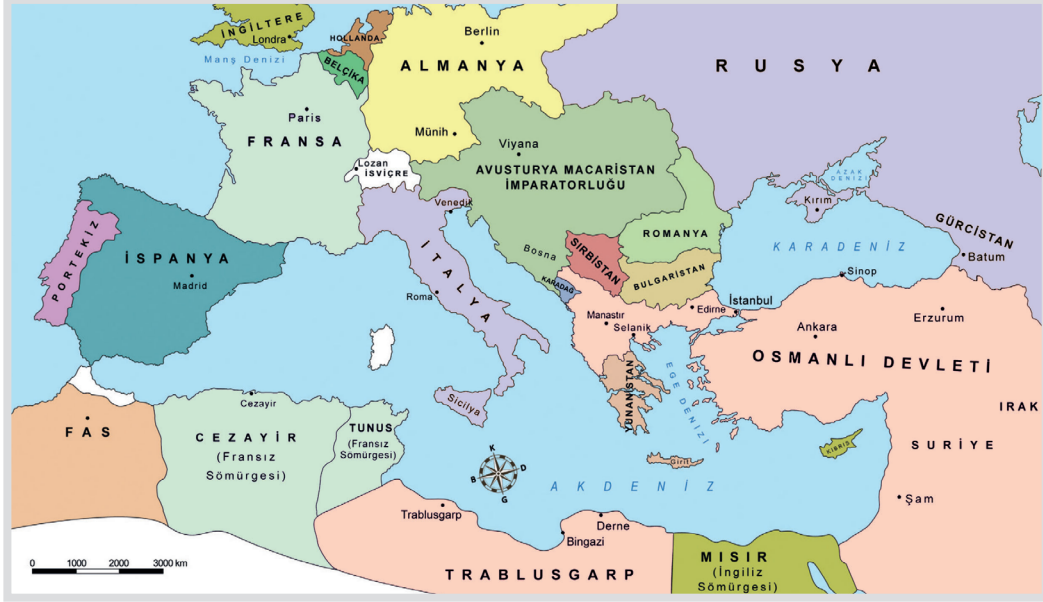 İNGİLTERE
Londra
HOLLANDA
BELÇİKA
Manş Denizi
Berlin
ALMANYA
Münih
RUSYA
Paris
FRANSA
Lozan
İSVİÇRE
Viyana
AVUSTURYA MACARİSTAN
İMPARATORLUĞU
AZAK
DENİZİ
Kırım
KARADENİZ
GÜRCİSTAN
Batum
Sinop
PORTEKİZ
İSPANYA
Madrid
Venedik
İTALYA
Roma
Bosna
SIRBİSTAN
ROMANYA
BULGARİSTAN
KARADAĞ
Manastır
Selanik
Edirne
İstanbul
Ankara
Erzurum
OSMANLI DEVLETİ
IRAK
SURİYE
Şam
YUNANİSTAN
EGE DENİZİ
Girit
KIBRIS
Sicilya
FAS
Cezayir
CEZAYİR
(Fransız
Sömürgesi)
TUNUS
(Fransız
Sömürgesi)
K
D
B
G
AKDENİZ
Trablusgarp
Derne
Bingazi
TRABLUSGARP
MISIR
(İngiliz
Sömürgesi)
0 1000 2000 3000 km